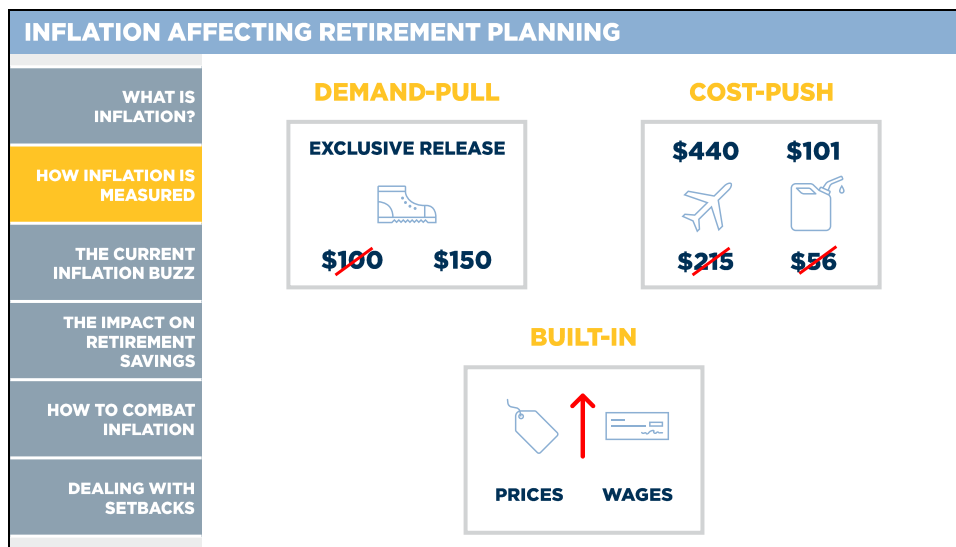 INFLATION AFFECTING RETIREMENT PLANNING
WHAT IS
INFLATION?
HOW INFLATION IS
MEASURED
THE CURRENT
INFLATION BUZZ
THE IMPACT ON
RETIREMENT
SAVINGS
HOW TO COMBAT
INFLATION
DEALING WITH
SETBACKS
DEMAND-PULL
EXCLUSIVE RELEASE
$100 $150
COST-PUSH
$440 $101
$215 $56
BUILT-IN
PRICES WAGES